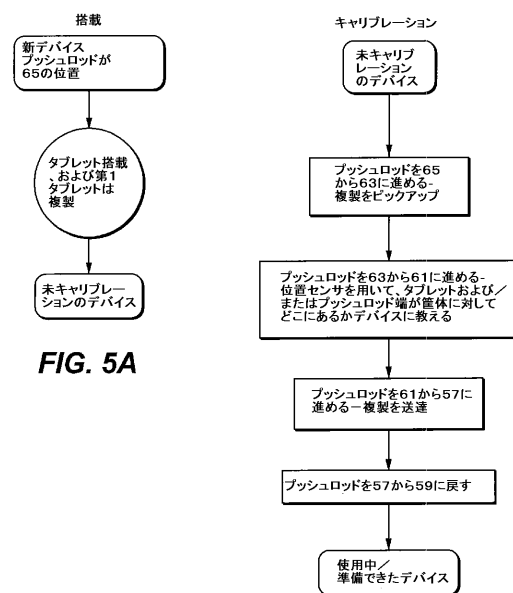 搭載
新デバイス
プッシュロッドが
65の位置
タブレット搭載
、および第1
タブレットは
複製
未キャリブレー
ションのデバイス
FIG. 5A
キャリブレーション
未キャリブ
レーション
のデバイス
プッシュロッドを65
から63に進める-
複製をピックアップ
プッシュロッドを63から61に進める-
位置センサを用いて、タブレットおよび/
またはプッシュロッド端が筐体に対して
どこにあるかデバイスに教える
プッシュロッドを61から57に
進める－複製を送達
プッシュロッドを57から59に戻す
使用中/
準備できたデバイス